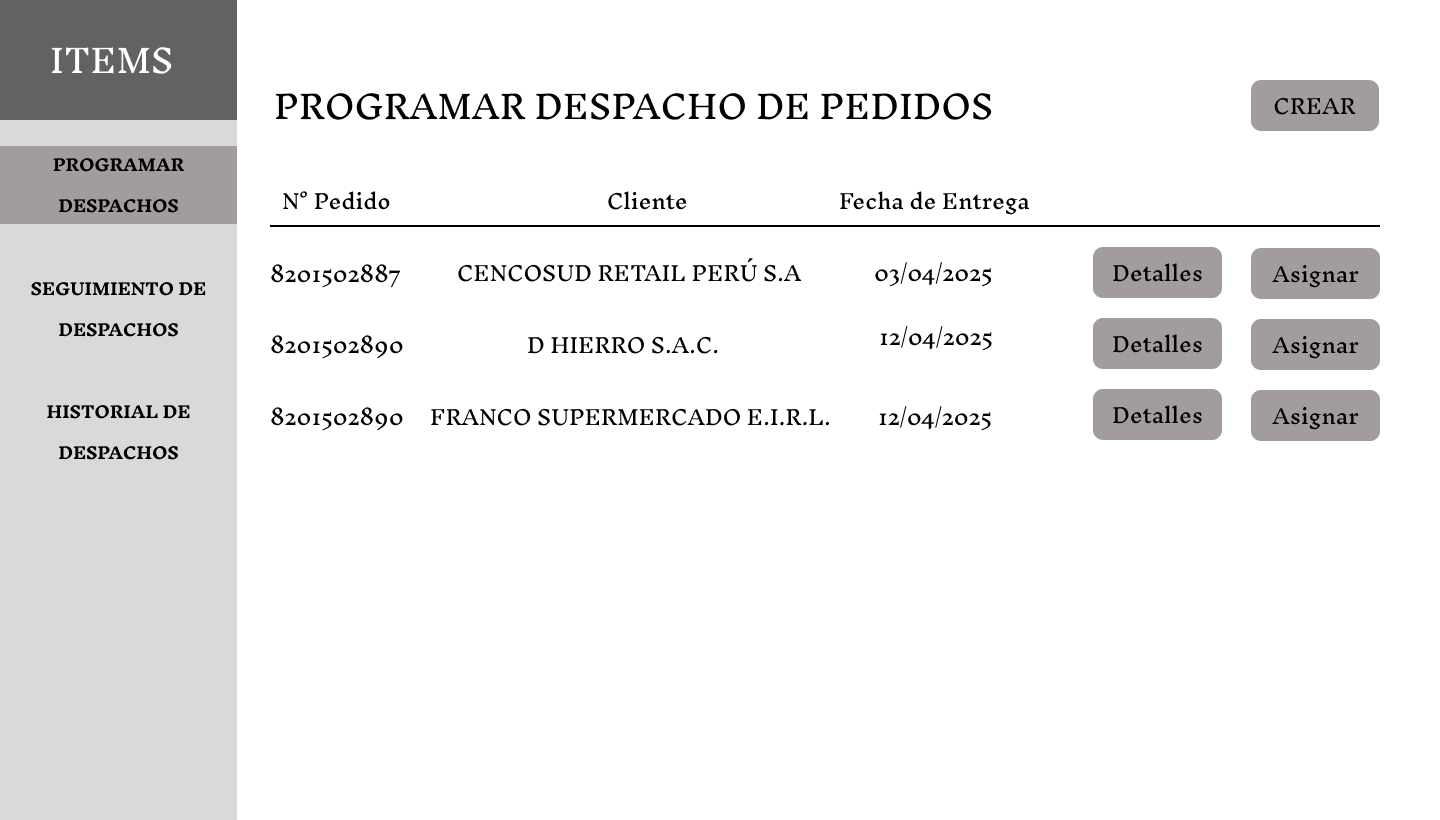 ITEMS
PROGRAMAR
DESPACHOS
SEGUIMIENTO DE
DESPACHOS
HISTORIAL DE
DESPACHOS
PROGRAMAR DESPACHO DE PEDIDOS
CREAR
N° Pedido Cliente Fecha de Entrega
8201502887 CENCOSUD RETAIL PERÚ S.A 03/04/2025 Detalles Asignar
8201502890 D HIERRO S.A.C. 12/04/2025 Detalles Asignar
8201502890 FRANCO SUPERMERCADO E.I.R.L. 12/04/2025 Detalles Asignar